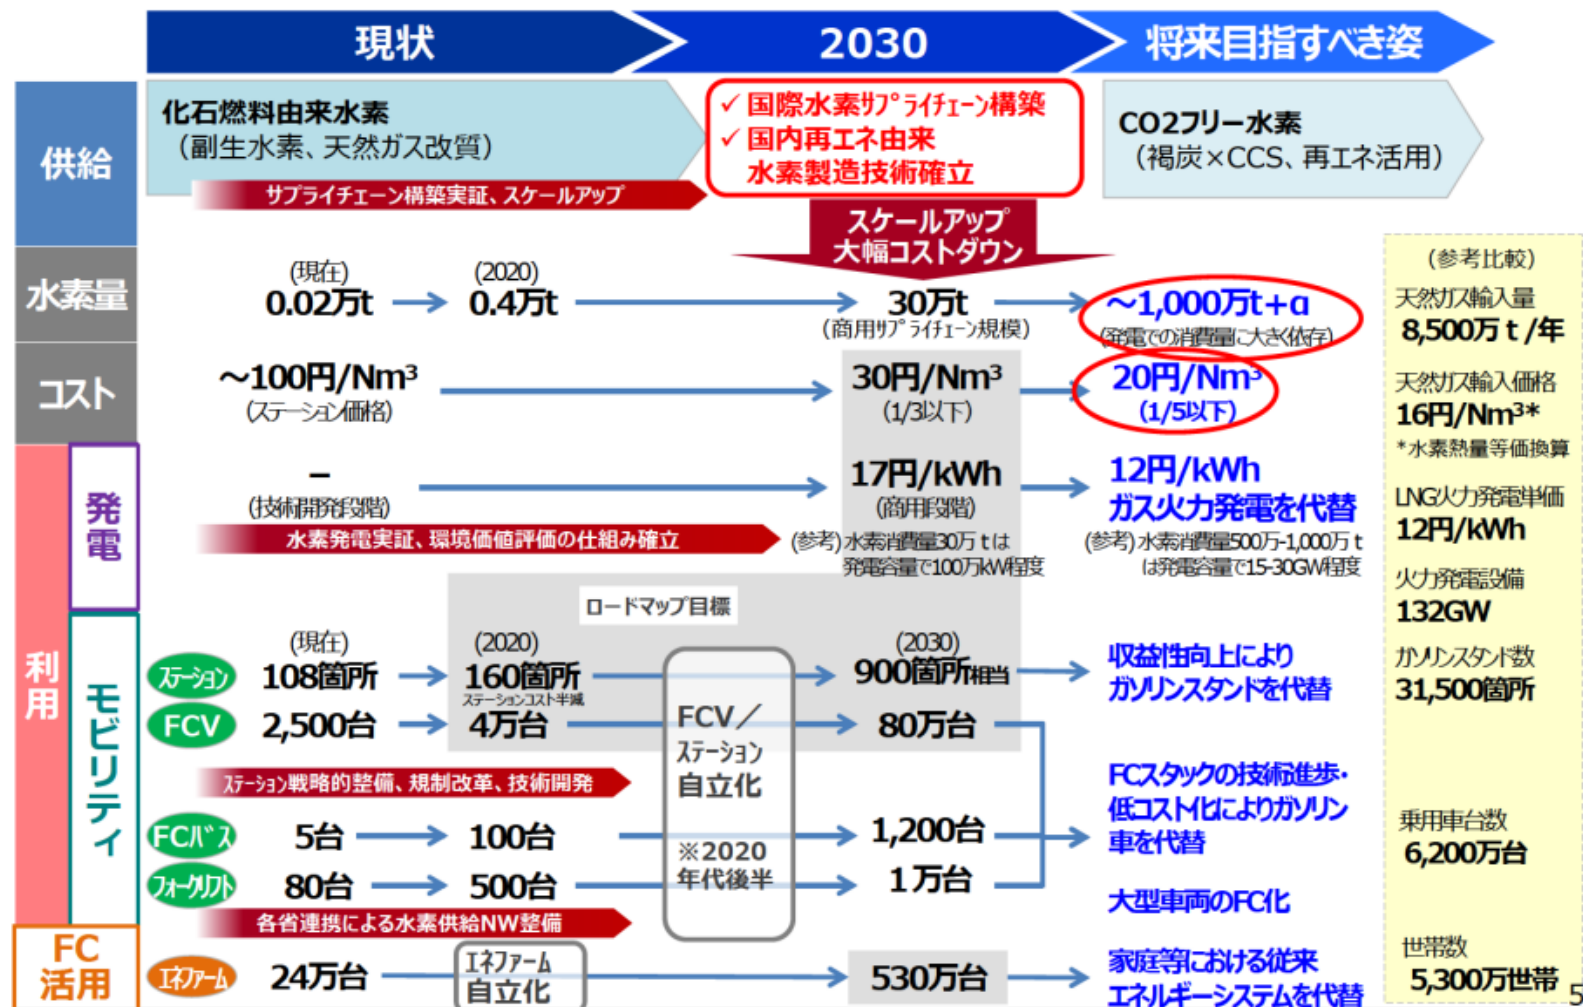 現状
2030
将来目指すべき姿
供給
化石燃料由来水素
（副生水素、天然ガス改質）
サプライチェーン構築実証、スケールアップ
✓ 国際水素ｻﾌﾟﾗｲﾁｪｰﾝ構築
✓ 国内再エネ由来
水素製造技術確立
CO2フリー水素
（褐炭×CCS、再エネ活用）
スケールアップ
大幅コストダウン
水素量
(現在)
0.02万t
(2020)
0.4万t
30万t
(商用ｻﾌﾟﾗｲﾁｪｰﾝ規模)
～1,000万t+α
(発電での消費量に大きく依存)
コスト
～100円/Nm³
(ステーション価格)
30円/Nm³
(1/3以下)
20円/Nm³
(1/5以下)
利用
発電
－
(技術開発段階)
水素発電実証、環境価値評価の仕組み確立
17円/kWh
(商用段階)
(参考) 水素消費量30万ｔは
発電容量で100万kW程度
12円/kWh
ガス火力発電を代替
(参考) 水素消費量500万-1,000万ｔ
は発電容量で15-30GW程度
ロードマップ目標
モビリティ
ｽﾃｰｼｮﾝ
(現在)
108箇所
(2020)
160箇所
ステーションコスト半減
(2030)
900箇所相当
収益性向上により
ガソリンスタンドを代替
FCV
2,500台
4万台
80万台
FCV／
ｽﾃｰｼｮﾝ
自立化
※2020
年代後半
ｽﾃｰｼｮﾝ戦略的整備、規制改革、技術開発
FCﾊﾞｽ
5台
100台
1,200台
FCスタックの技術進歩・
低コスト化によりガソリン
車を代替
ﾌｫｰｸﾘﾌﾄ
80台
500台
1万台
大型車両のFC化
各省連携による水素供給NW整備
FC
活用
ｴﾈﾌｧｰﾑ
24万台
ｴﾈﾌｧｰﾑ
自立化
530万台
家庭等における従来
エネルギーシステムを代替
（参考比較）
天然ガス輸入量
8,500万ｔ/年
天然ガス輸入価格
16円/Nm³*
*水素熱量等価換算
LNG火力発電単価
12円/kWh
火力発電設備
132GW
ガソリンスタンド数
31,500箇所
乗用車台数
6,200万台
世帯数
5,300万世帯
5